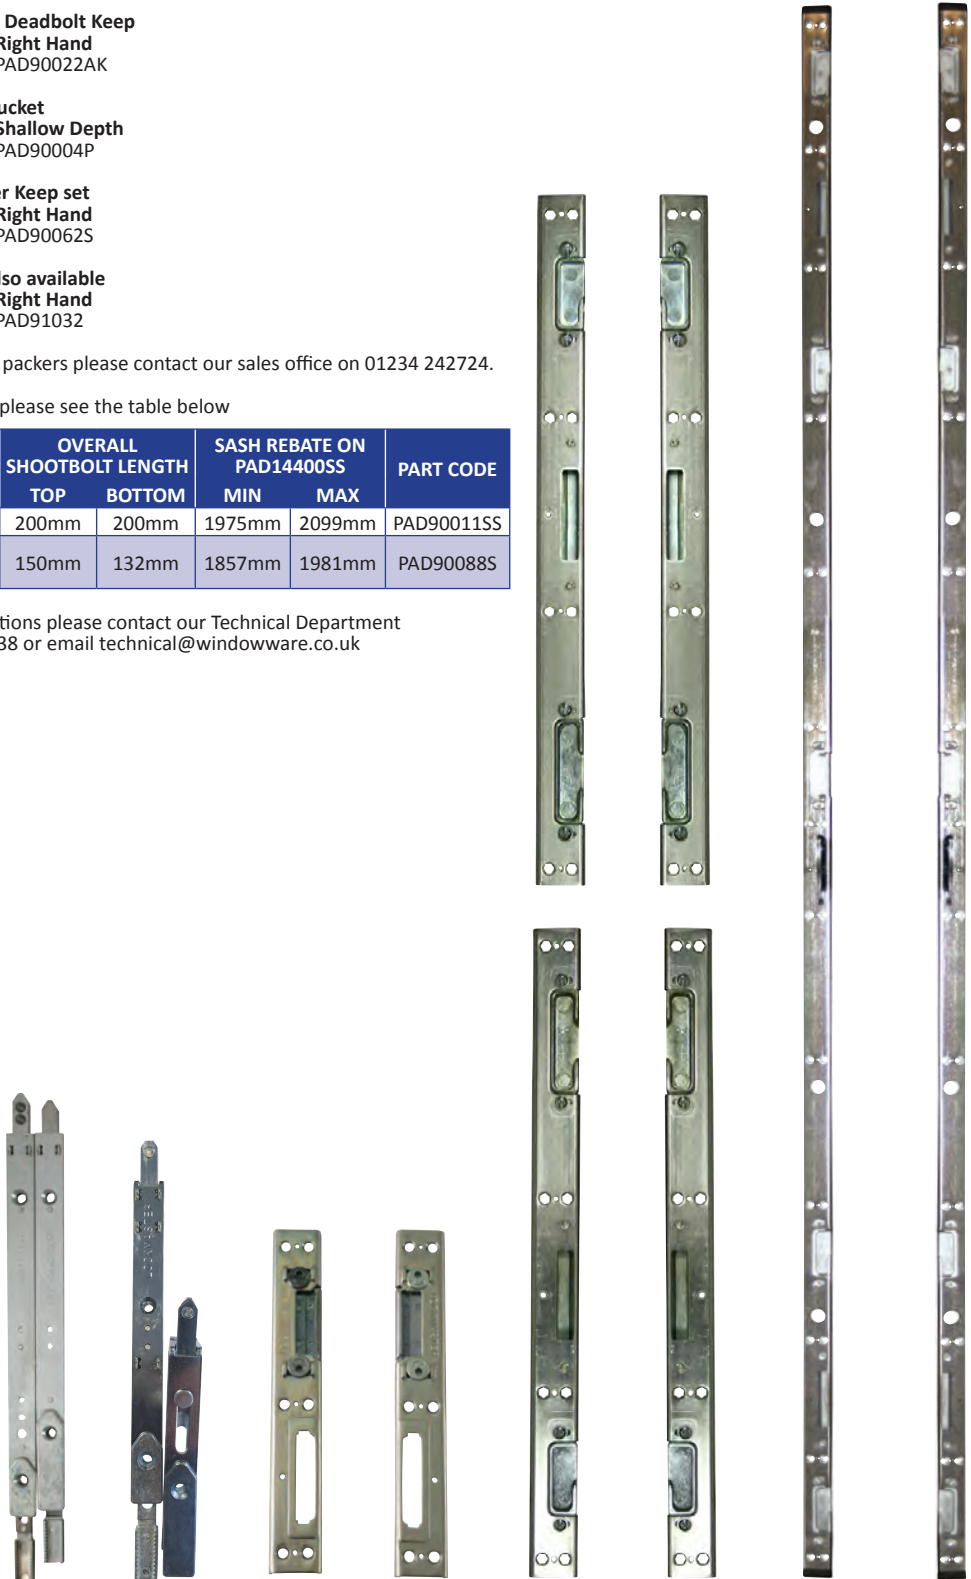 Deadbolt Keep
Right Hand
PAD90022AK
ucket
Shallow Depth
PAD90004P
er Keep set
Right Hand
PAD90062S
lso available
Right Hand
PAD91032
packers please contact our sales office on 01234 242724.
please see the table below
OVERALL SHOOTBOLT LENGTH SASH REBATE ON PAD14400SS PART CODE
TOP BOTTOM MIN MAX
200mm 200mm 1975mm 2099mm PAD90011SS
150mm 132mm 1857mm 1981mm PAD90088S
tions please contact our Technical Department
38 or email technical@windowware.co.uk
LOCKMASTER